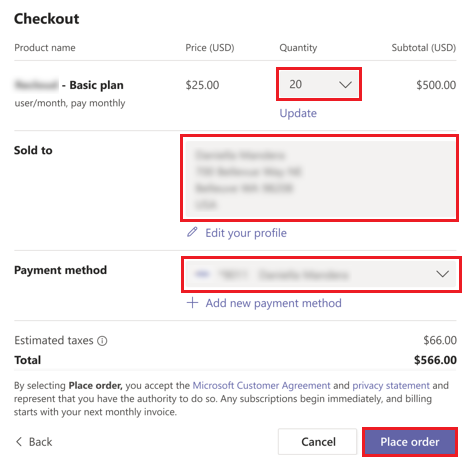 Checkout
Product name Price (USD) Quantity Subtotal (USD)
- Basic plan $25.00 20 $500.00
user/month, pay monthly
Update
Sold to
Edit your profile
Payment method
Add new payment method
Estimated taxes $66.00
Total $566.00
By selecting Place order, you accept the Microsoft Customer Agreement and privacy statement and
represent that you have the authority to do so. Any subscriptions begin immediately, and billing
starts with your next monthly invoice.
Back Cancel Place order